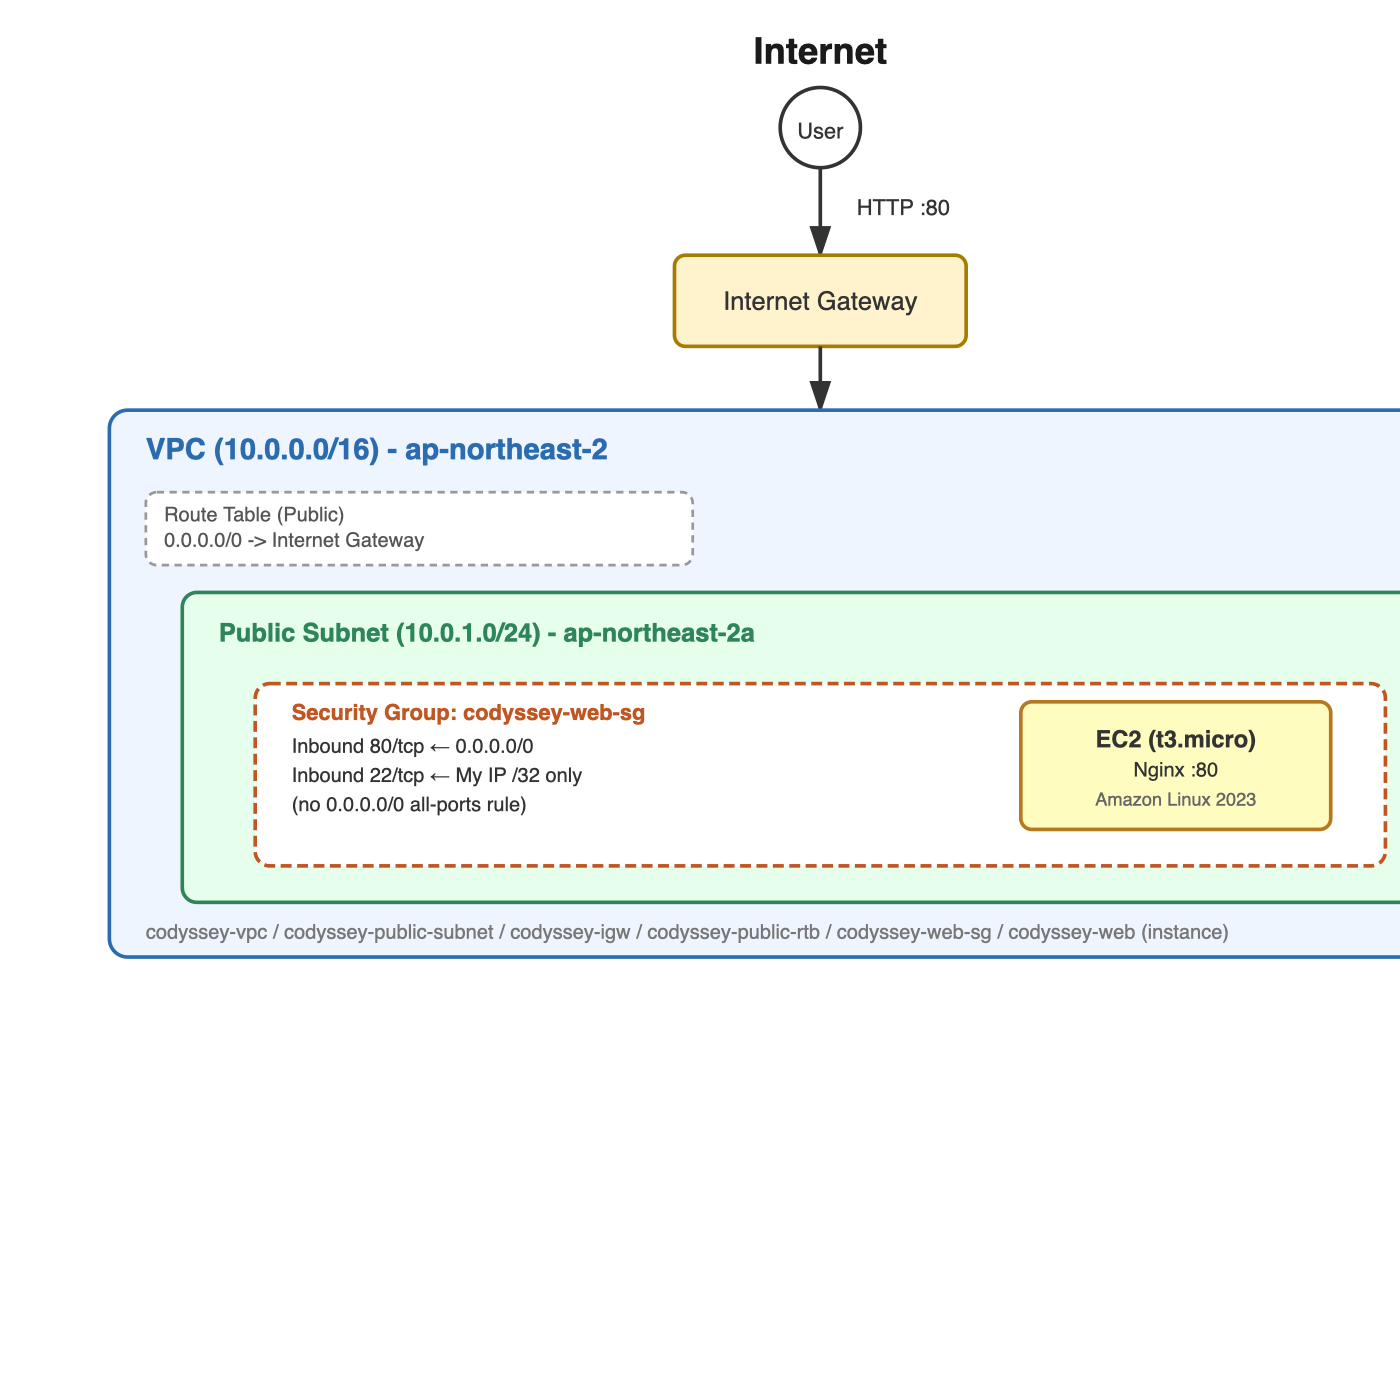 Internet
User
HTTP :80
Internet Gateway
VPC (10.0.0.0/16) - ap-northeast-2
Route Table (Public)
0.0.0.0/0 -> Internet Gateway
Public Subnet (10.0.1.0/24) - ap-northeast-2a
Security Group: codyssey-web-sg
Inbound 80/tcp ← 0.0.0.0/0
Inbound 22/tcp ← My IP /32 only
(no 0.0.0.0/0 all-ports rule)
EC2 (t3.micro)
Nginx :80
Amazon Linux 2023
codyssey-vpc / codyssey-public-subnet / codyssey-igw / codyssey-public-rtb / codyssey-web-sg / codyssey-web (instance)